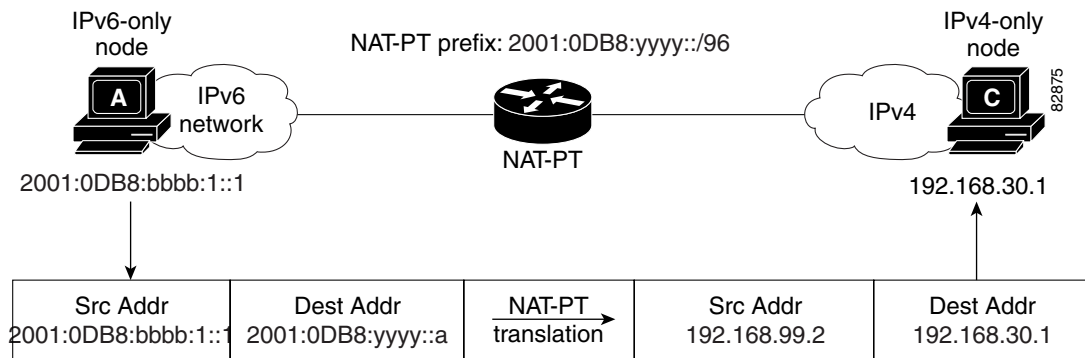 IPv6-only
node
NAT-PT prefix: 2001:0DB8:yyyy::/96
IPv4-only
node
A
IPv6
network
NAT-PT
IPv4
C
82875
2001:0DB8:bbbb:1::1
192.168.30.1
Src Addr
2001:0DB8:bbbb:1::1
Dest Addr
2001:0DB8:yyyy::a
NAT-PT
translation
Src Addr
192.168.99.2
Dest Addr
192.168.30.1